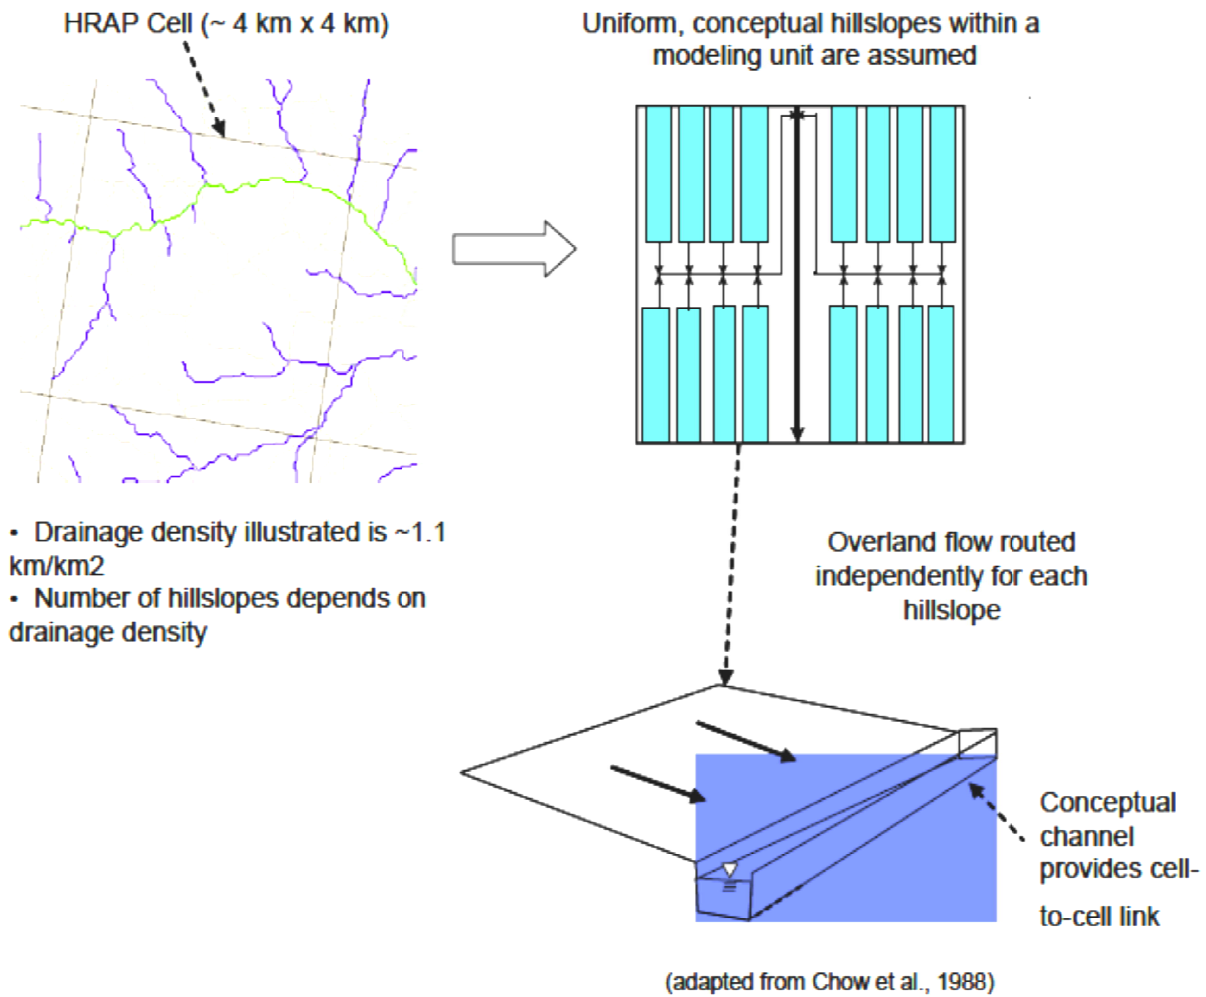 HRAP Cell (~ 4 km x 4 km)
Uniform, conceptual hillslopes within a
modeling unit are assumed
• Drainage density illustrated is ~1.1
km/km2
• Number of hillslopes depends on
drainage density
Overland flow routed
independently for each
hillslope
Conceptual
channel
provides cell-
to-cell link
(adapted from Chow et al., 1988)